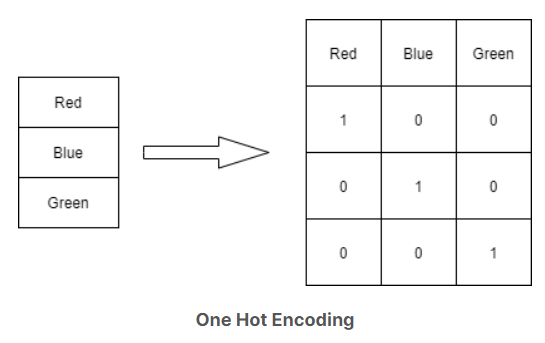 Red
Blue
Green
Red Blue Green
1 0 0
0 1 0
0 0 1
One Hot Encoding